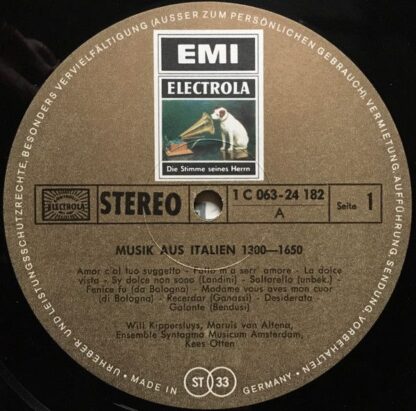 EMI
ELECTROLA
Die Stimme seines Herrn
ELECTROLA
STEREO
1 C 063-24 182
A
Seite 1
MUSIK AUS ITALIEN 1300—1650
Amor c'al tuo suggetto - Fatto m'a serr' amore - La dolce
vista - Sy dolce non sono (Landini) - Saltarello (unbek.) -
Fenice fu (da Bologna) - Madame vous aves mon cuor
(di Bologna) - Recerdar (Ganassi) - Desiderata -
Galante (Bendusi)
Will Kippersluys, Maruis van Altena,
Ensemble Syntagma Musicum Amsterdam,
Kees Otten
URHEBER- UND LEISTUNGSSCHUTZRECHTE, BESONDERS VERVIELFÄLTIGUNG (AUSSER ZUM PERSÖNLICHEN GEBRAUCH), VERMIETUNG, AUFFÜHRUNG, SENDUNG, VORBEHALTEN
MADE IN
ST 33
GERMANY